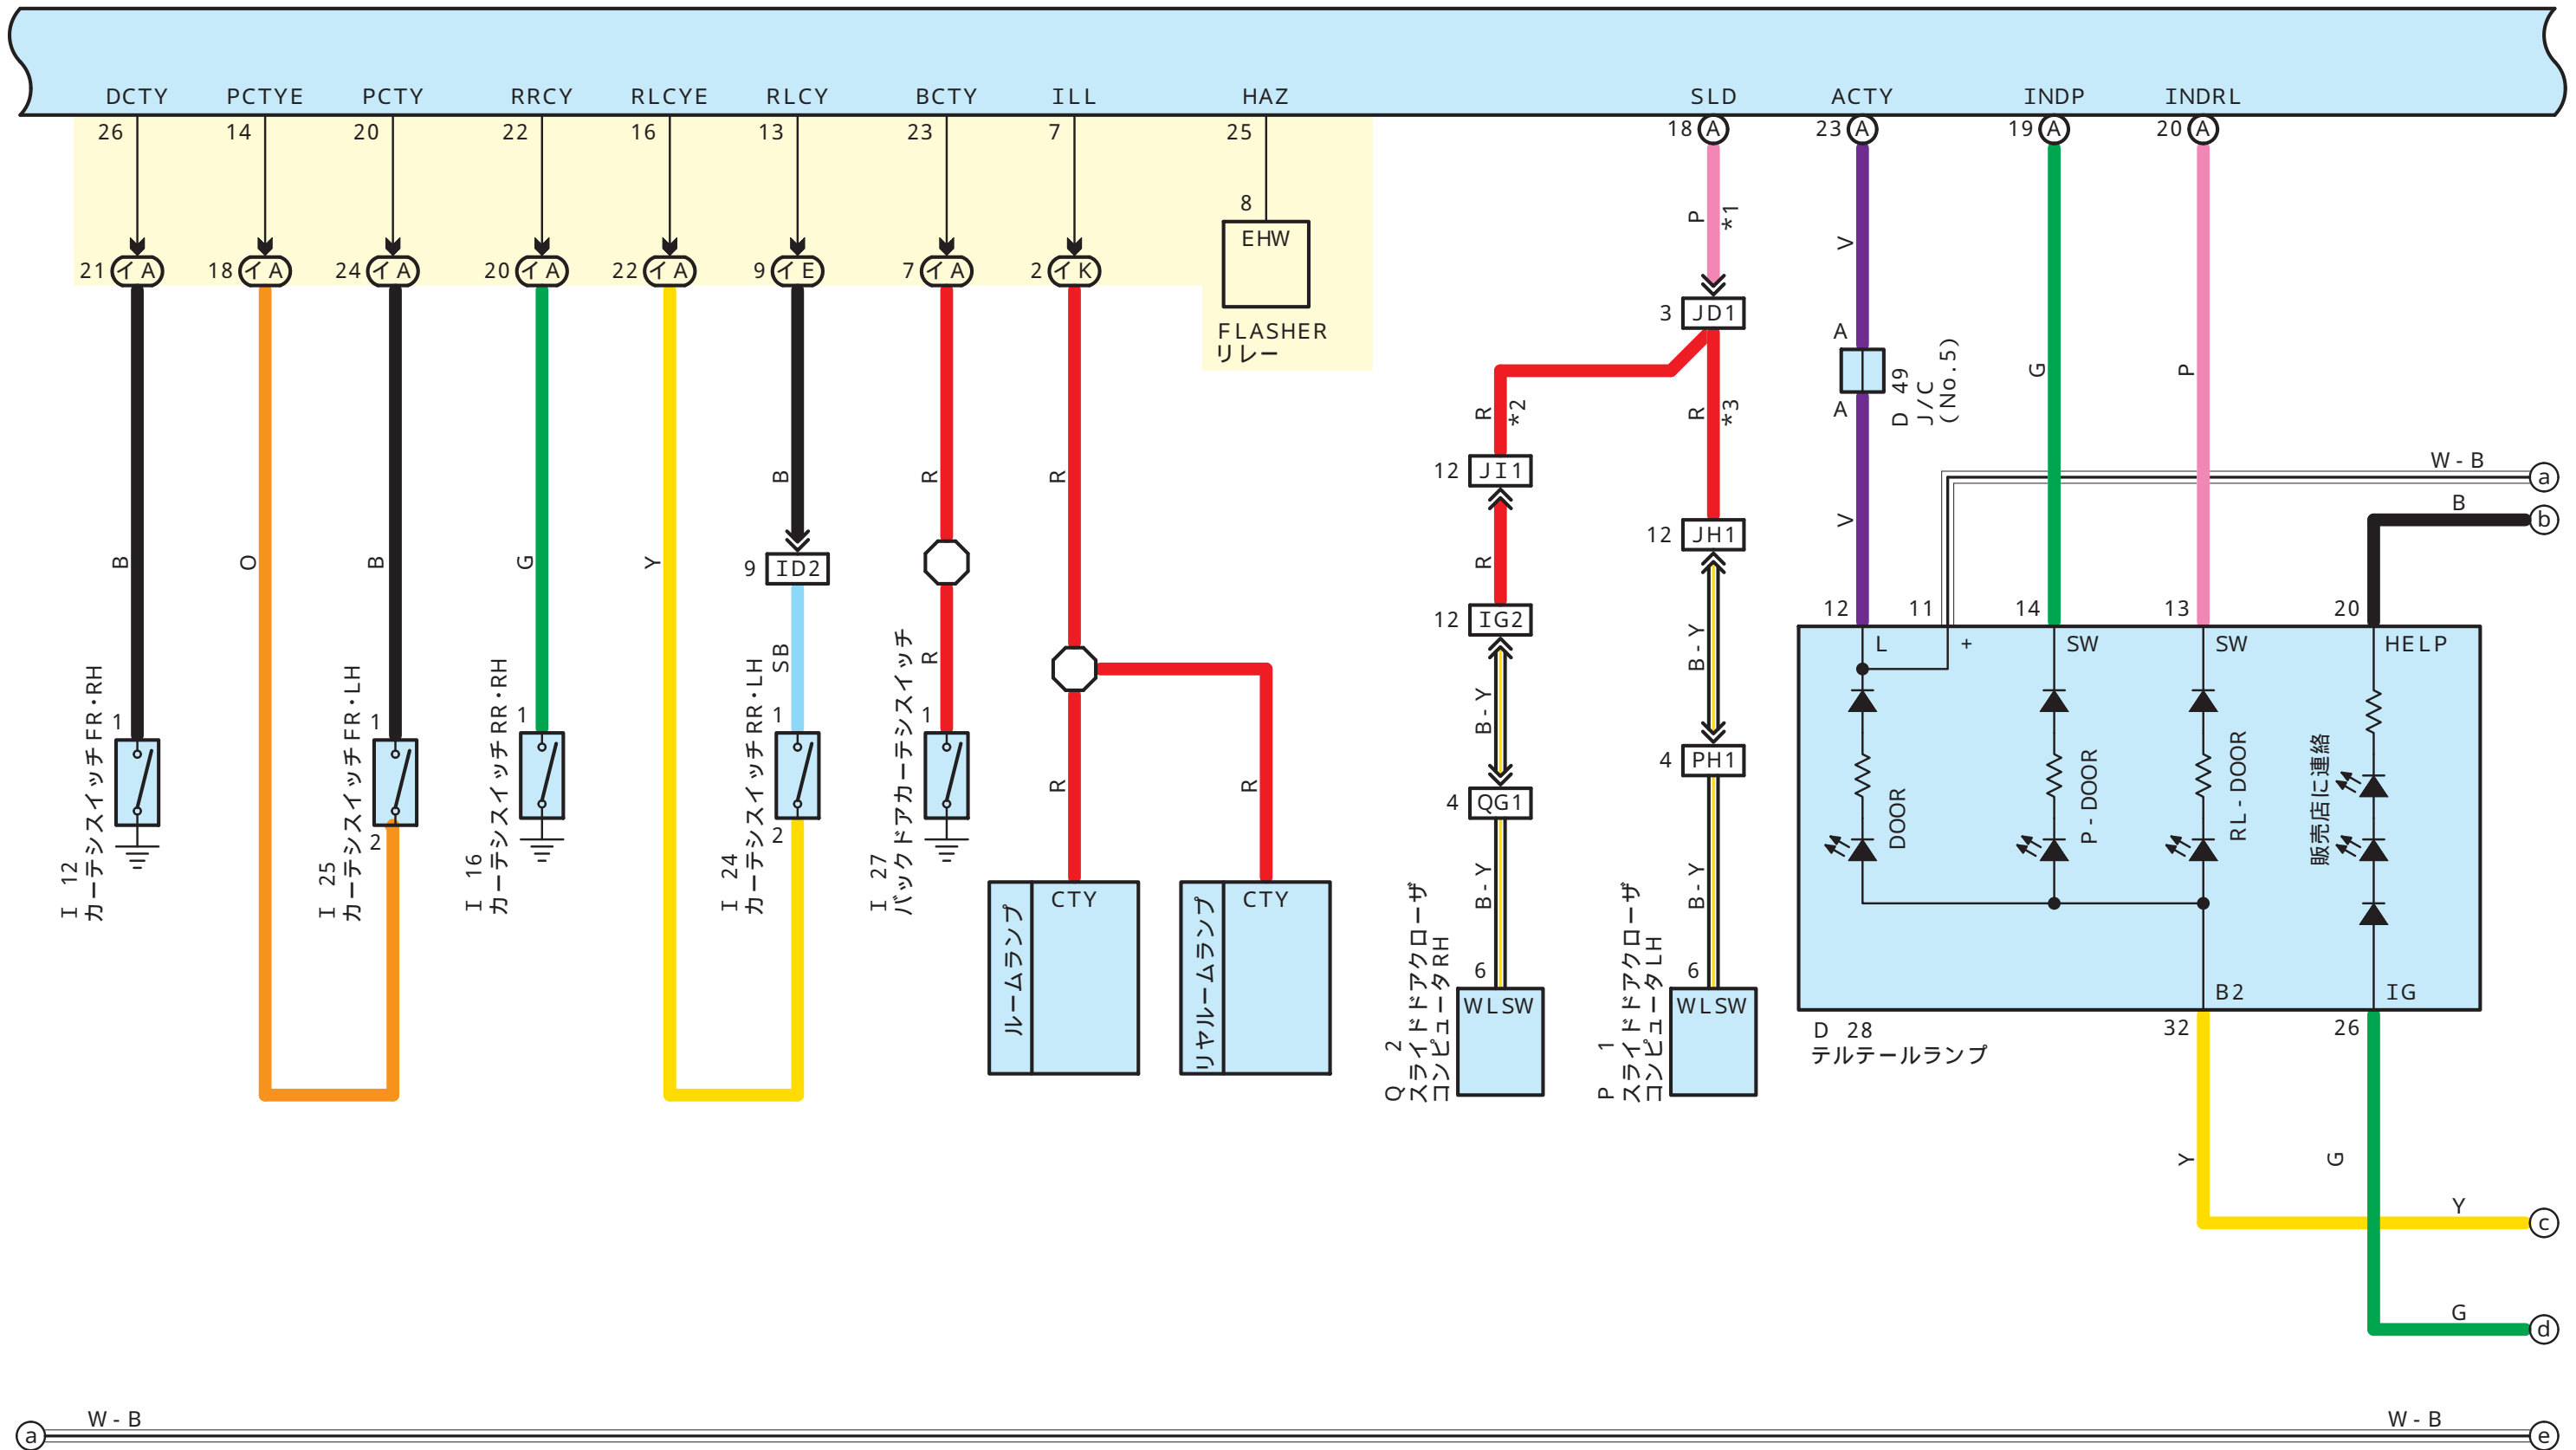 DCTY PCTYE PCTY RRCY RLCYE RLCY BCTY ILL HAZ SLD ACTY INDP INDRL
26 14 20 22 16 13 23 7 25 18 A 23 A 19 A 20 A
8
EHW
21 イA 18 イA 24 イA 20 イA 22 イA 9 イE 7 イA 2 イK
FLASHER
リレー
P *1
V
3 JD1
A
A
D 49
J/C
(No.5)
G
P
R *2
R *3
B
R
R
12 JI1
W-B a
B b
V
12 JH1
B
O
B
G
Y
9 ID2
R
12 IG2
SB
R
B-Y
B-Y
12 11 14 13 20
L + SW SW HELP
1
I 12
カーテシスイッチFR・RH
1
2
I 25
カーテシスイッチFR・LH
1
I 16
カーテシスイッチRR・RH
1
2
I 24
カーテシスイッチRR・LH
1
I 27
バックドアカーテシスイッチ
R
R
4 QG1
4 PH1
DOOR
P-DOOR
RL-DOOR
販売店に連絡
CTY
ルームランプ
CTY
リヤルームランプ
B-Y
B-Y
6
WLSW
Q 2
スライドドアクローザ
コンピュータRH
6
WLSW
P 1
スライドドアクローザ
コンピュータLH
B2 IG
D 28
テルテールランプ
32 26
Y
G
Y c
G d
a W-B W-B e